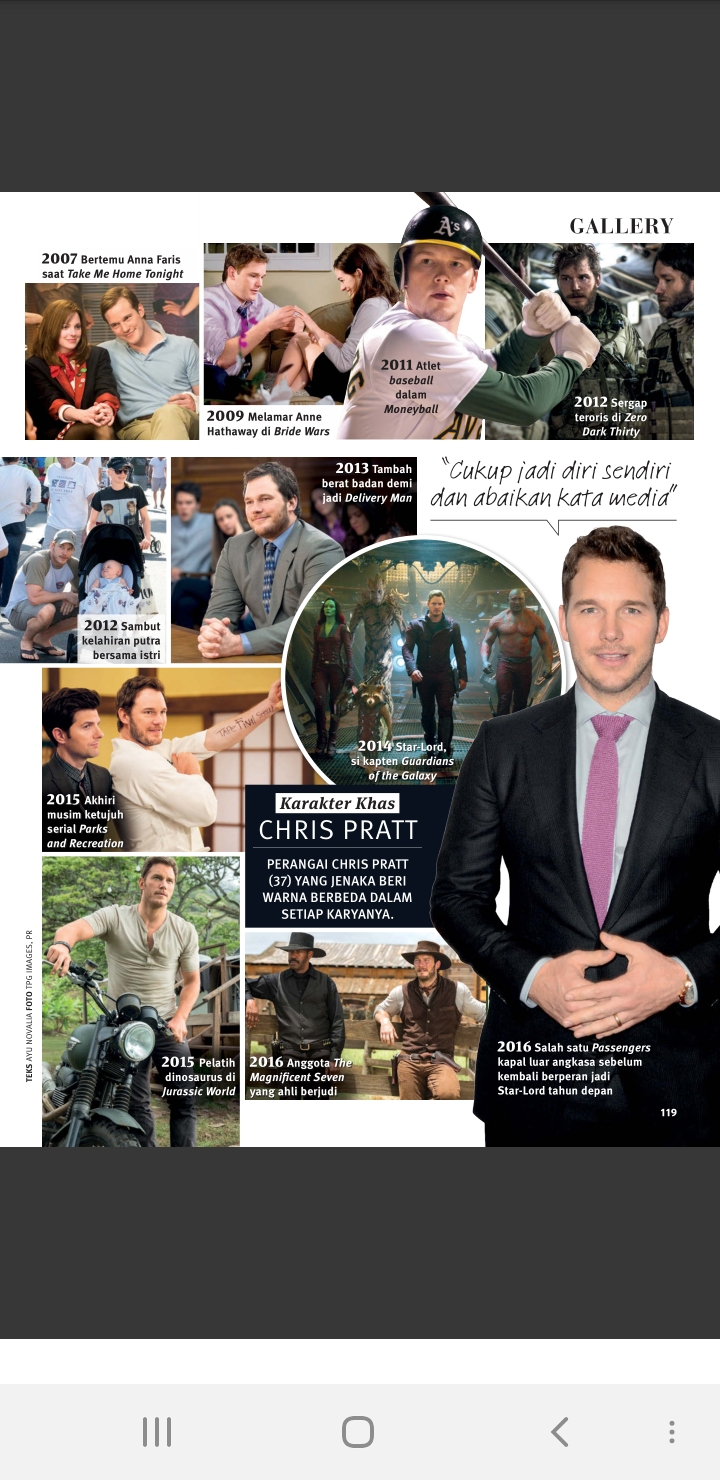 GALLERY
2007 Bertemu Anna Faris
saat Take Me Home Tonight
2009 Melamar Anne
Hathaway di Bride Wars
A's
2011 Atlet
baseball
dalam
Moneyball
2012 Sergap
teroris di Zero
Dark Thirty
2012 Sambut
kelahiran putra
bersama istri
2013 Tambah
berat badan demi
jadi Delivery Man
"Cukup jadi diri sendiri
dan abaikan kata media"
2014 Star-Lord,
si kapten Guardians
of the Galaxy
2015 Akhiri
musim ketujuh
serial Parks
and Recreation
Karakter Khas
CHRIS PRATT
PERANGAI CHRIS PRATT
(37) YANG JENAKA BERI
WARNA BERBEDA DALAM
SETIAP KARYANYA.
2015 Pelatih
dinosaurus di
Jurassic World
2016 Anggota The
Magnificent Seven
yang ahli berjudi
2016 Salah satu Passengers
kapal luar angkasa sebelum
kembali berperan jadi
Star-Lord tahun depan
119
TEKS AYU NOVALIA FOTO TPG IMAGES, PR